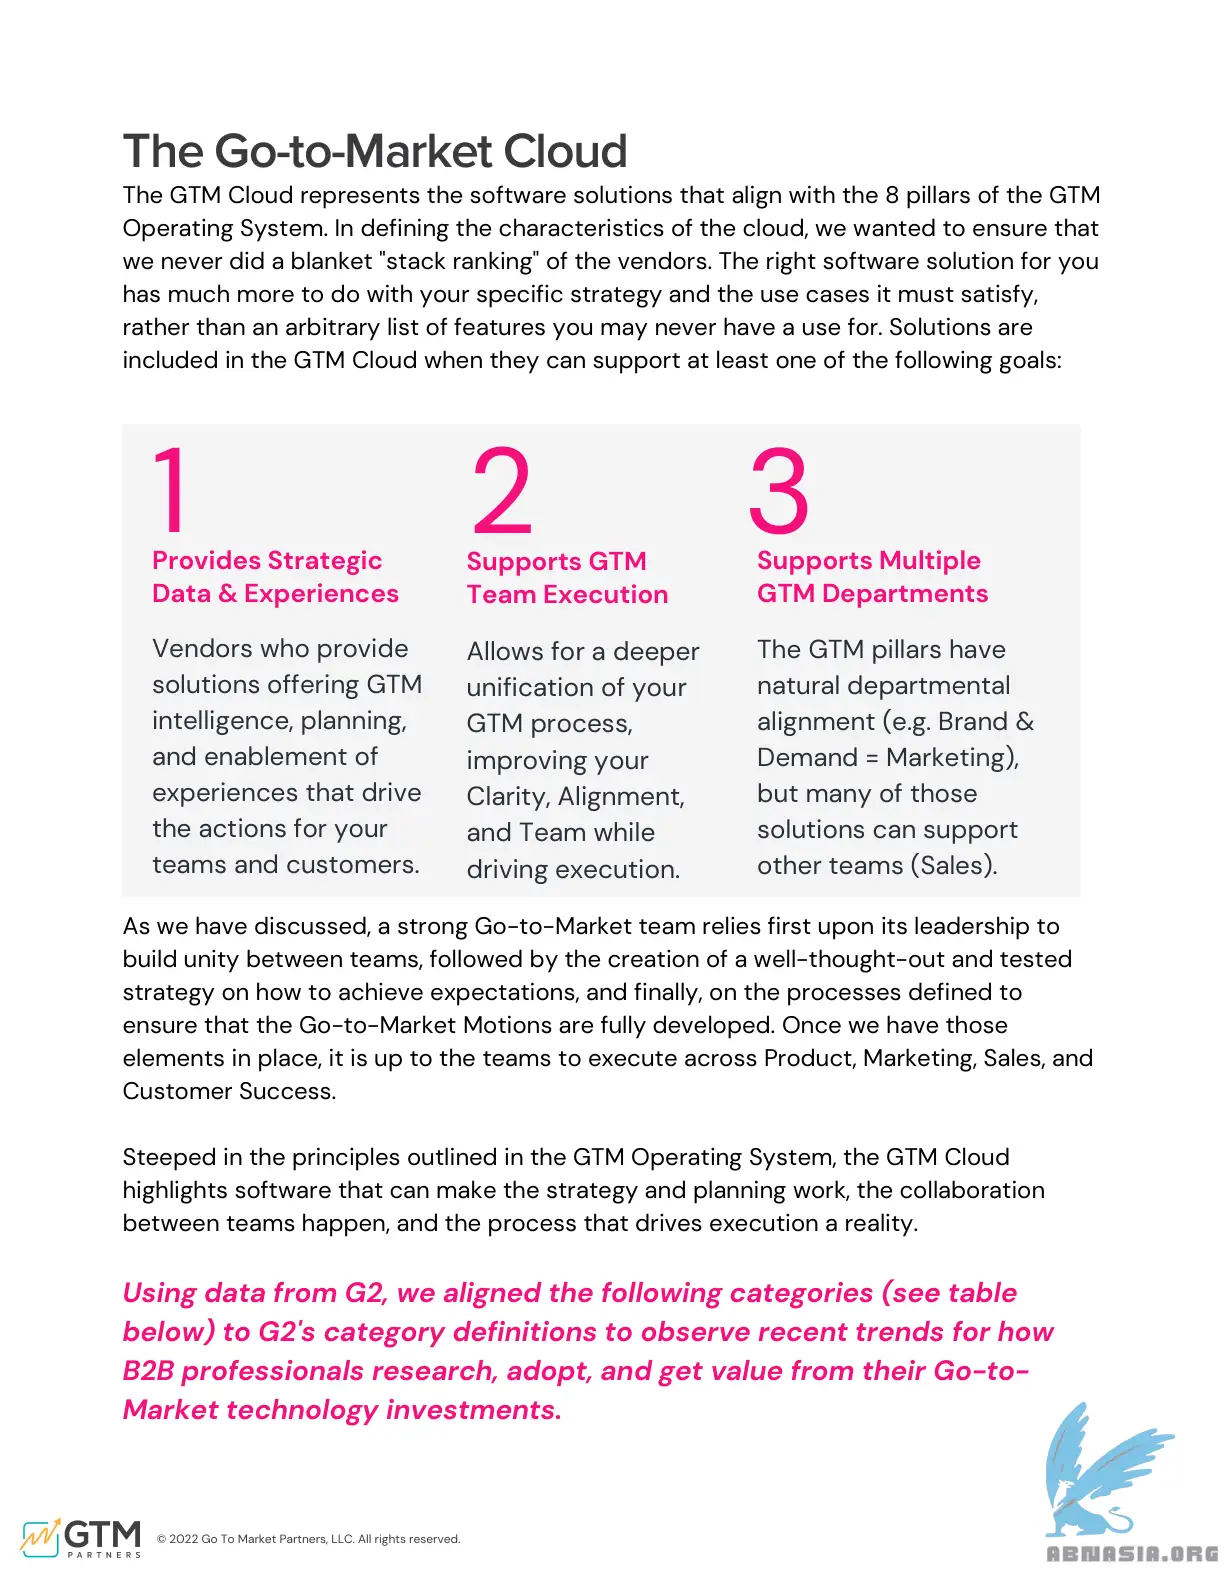 The Go-to-Market Cloud
The GTM Cloud represents the software solutions that align with the 8 pillars of the GTM
Operating System. In defining the characteristics of the cloud, we wanted to ensure that
we never did a blanket "stack ranking" of the vendors. The right software solution for you
has much more to do with your specific strategy and the use cases it must satisfy,
rather than an arbitrary list of features you may never have a use for. Solutions are
included in the GTM Cloud when they can support at least one of the following goals:
1
Provides Strategic
Data & Experiences
Vendors who provide
solutions offering GTM
intelligence, planning,
and enablement of
experiences that drive
the actions for your
teams and customers.
2
Supports GTM
Team Execution
Allows for a deeper
unification of your
GTM process,
improving your
Clarity, Alignment,
and Team while
driving execution.
3
Supports Multiple
GTM Departments
The GTM pillars have
natural departmental
alignment (e.g. Brand &
Demand = Marketing),
but many of those
solutions can support
other teams (Sales).
As we have discussed, a strong Go-to-Market team relies first upon its leadership to
build unity between teams, followed by the creation of a well-thought-out and tested
strategy on how to achieve expectations, and finally, on the processes defined to
ensure that the Go-to-Market Motions are fully developed. Once we have those
elements in place, it is up to the teams to execute across Product, Marketing, Sales, and
Customer Success.
Steeped in the principles outlined in the GTM Operating System, the GTM Cloud
highlights software that can make the strategy and planning work, the collaboration
between teams happen, and the process that drives execution a reality.
Using data from G2, we aligned the following categories (see table
below) to G2's category definitions to observe recent trends for how
B2B professionals research, adopt, and get value from their Go-to-
Market technology investments.
GTM
PARTNERS
© 2022 Go To Market Partners, LLC. All rights reserved.
ABNASIA.ORG